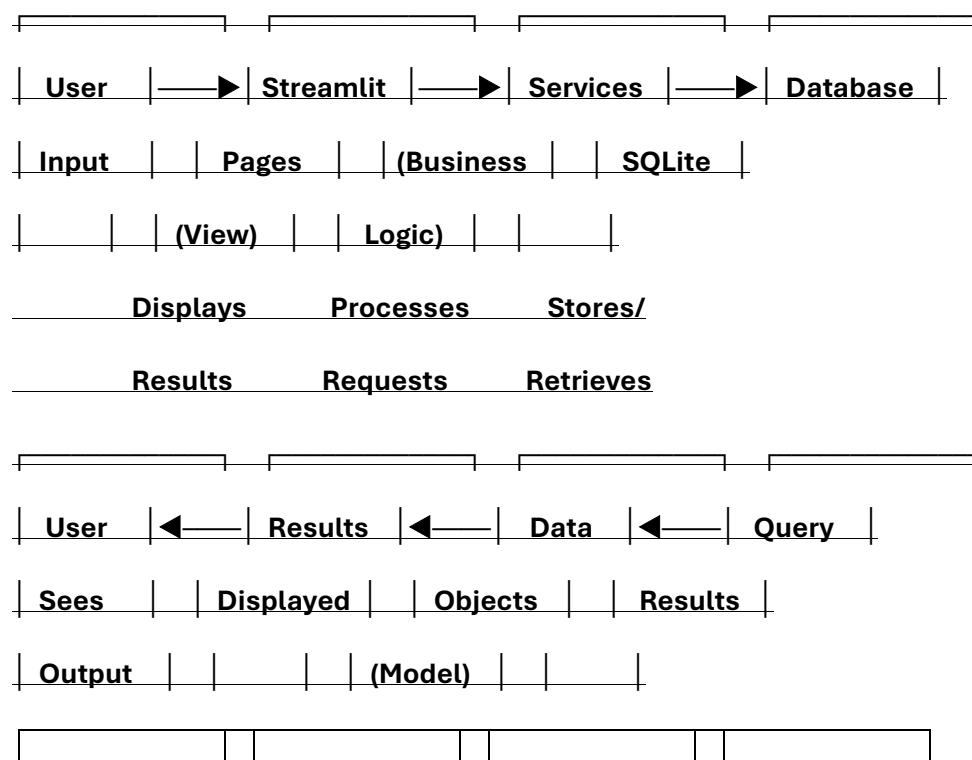 User Streamlit Services Database
Input Pages (Business SQLite
(View) Logic)
Displays Processes Stores/
Results Requests Retrieves
User Results Data Query
Sees Displayed Objects Results
Output (Model)